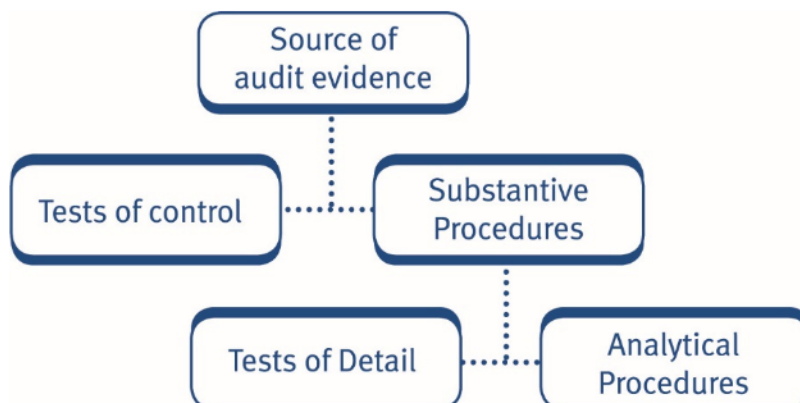 Source of
audit evidence
Tests of control
Substantive
Procedures
Tests of Detail
Analytical
Procedures